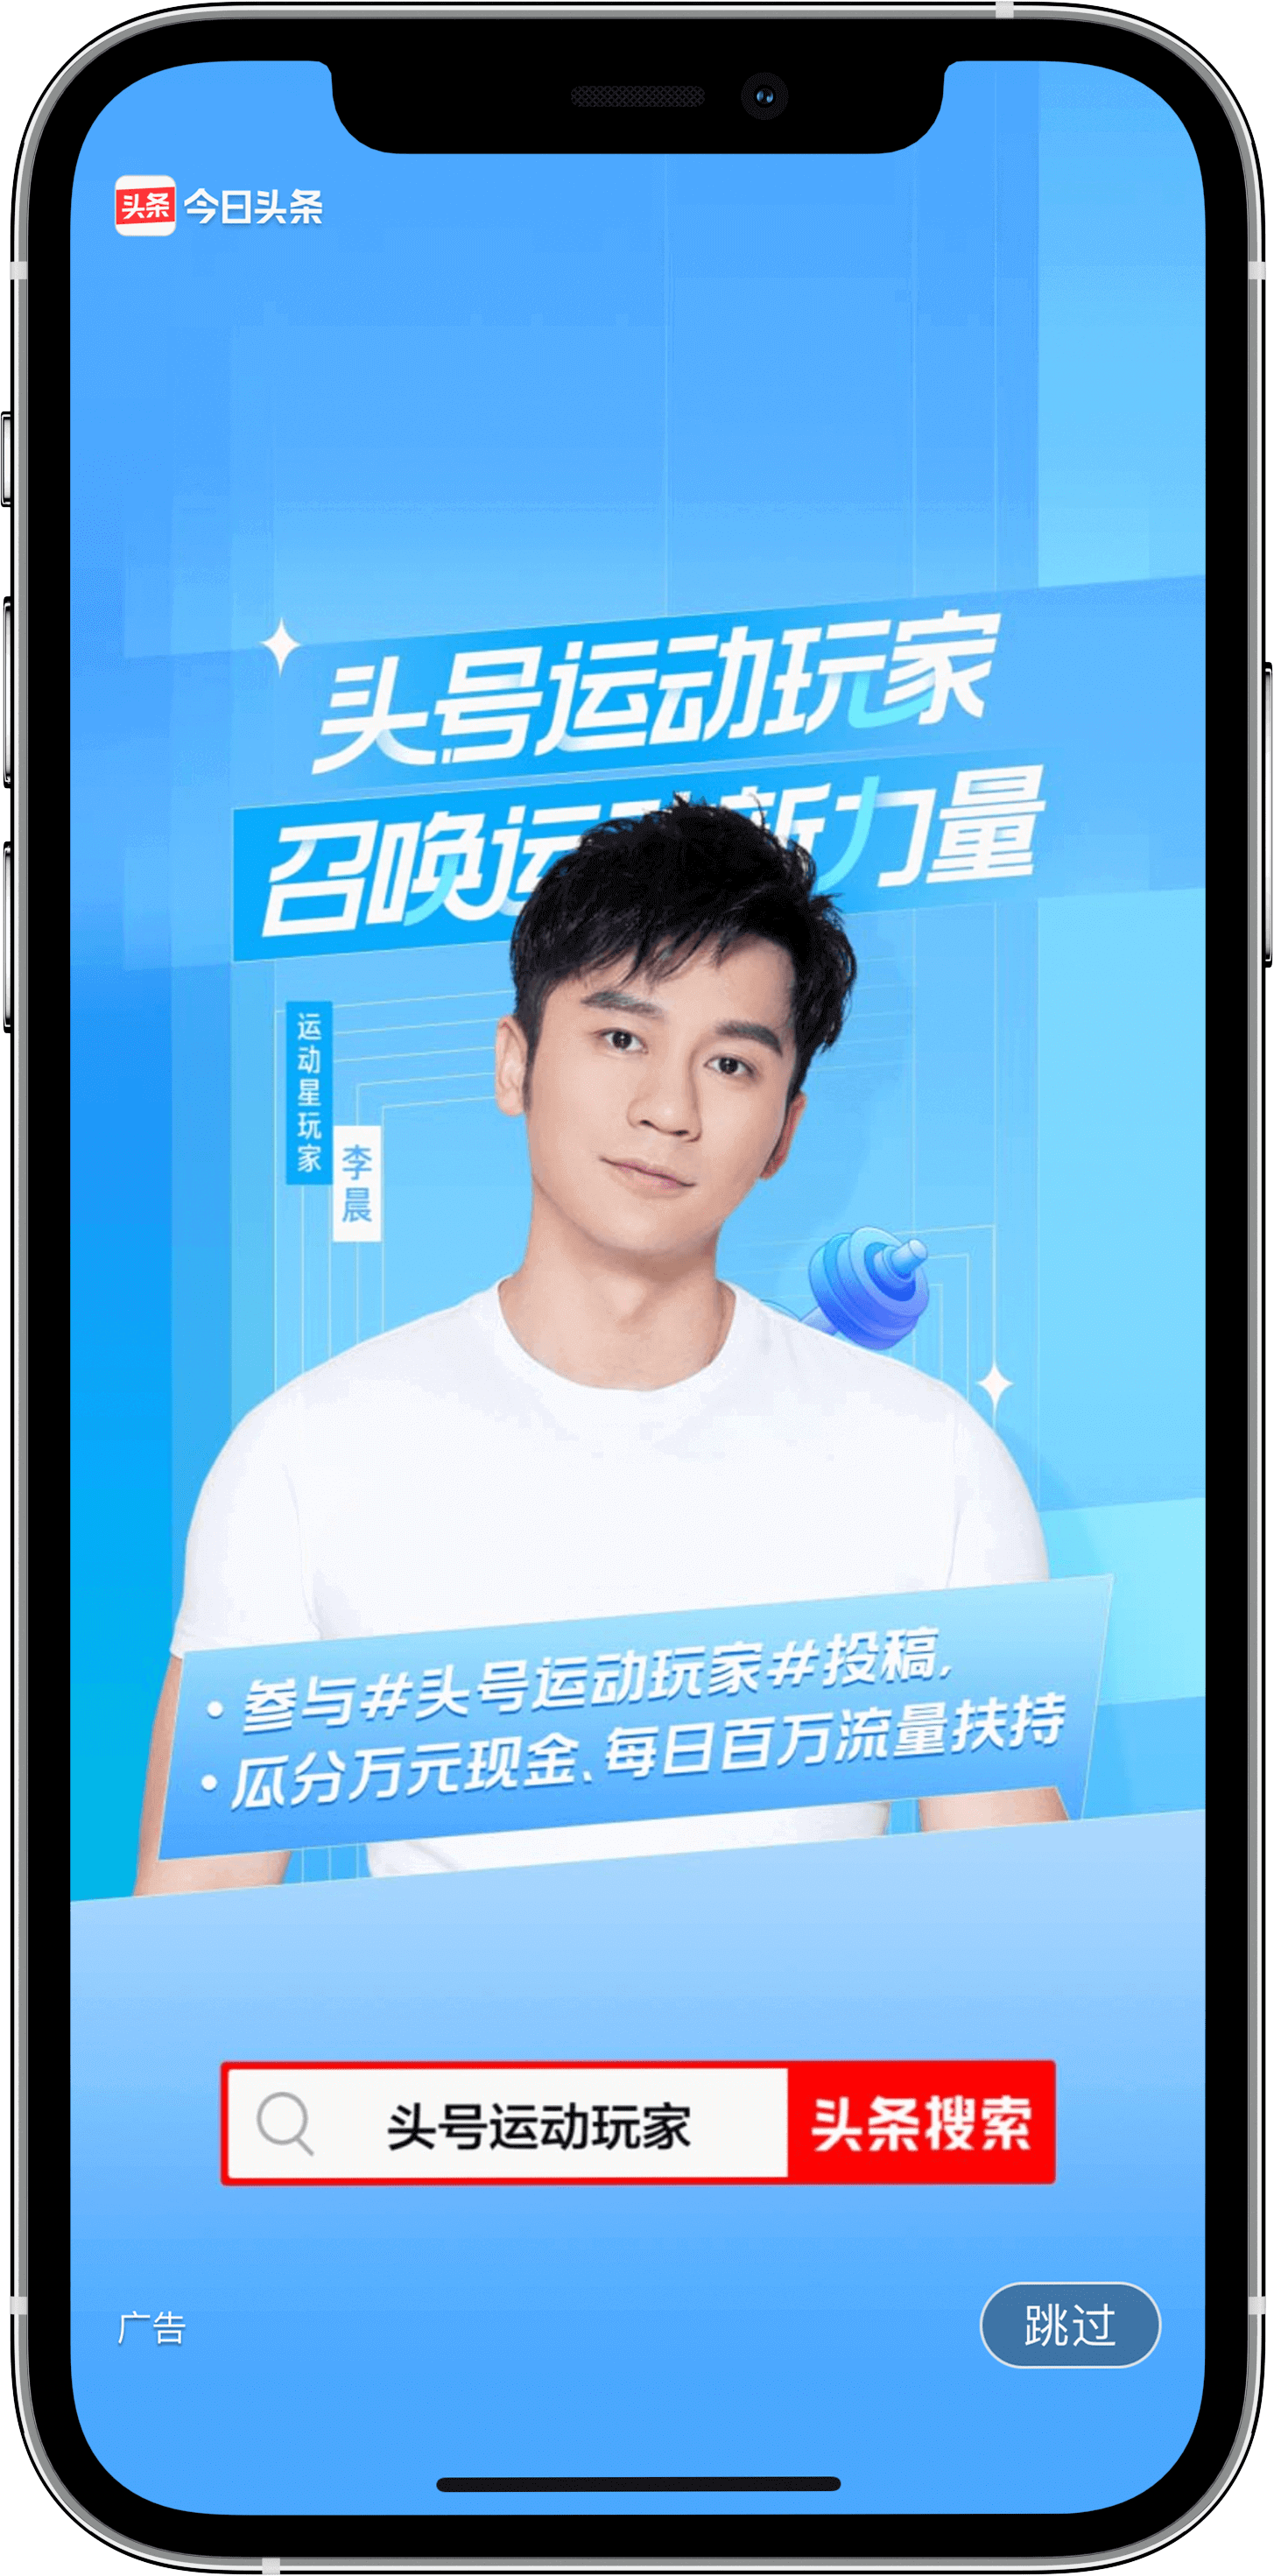 头条 今日头条
头号运动玩家
召唤运动新力量
运动星玩家
李晨
• 参与#头号运动玩家#投稿,
• 瓜分万元现金、每日百万流量扶持
头号运动玩家 头条搜索
广告 跳过